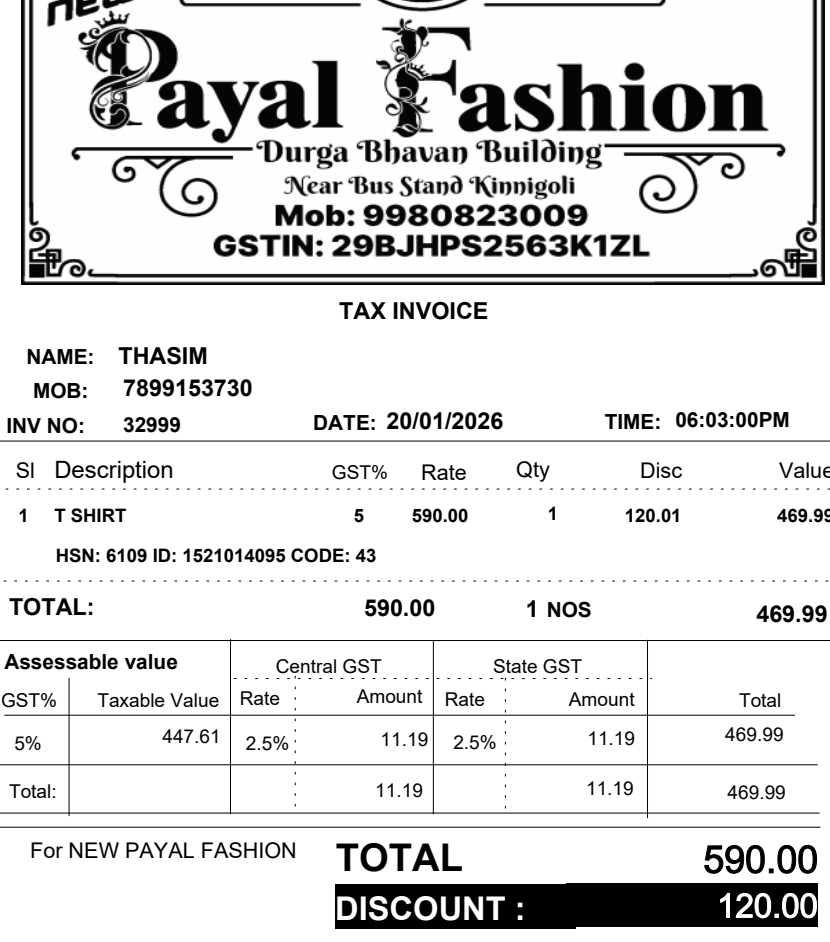 new
Payal Fashion
Durga Bhavan Building
Near Bus Stand Kinnigoli
Mob: 9980823009
GSTIN: 29BJHPS2563K1ZL
TAX INVOICE
NAME: THASIM
MOB: 7899153730
INV NO: 32999 DATE: 20/01/2026 TIME: 06:03:00PM
Sl Description GST% Rate Qty Disc Value
1 T SHIRT 5 590.00 1 120.01 469.99
HSN: 6109 ID: 1521014095 CODE: 43
TOTAL: 590.00 1 NOS 469.99
Assessable value Central GST State GST
GST% Taxable Value Rate Amount Rate Amount Total
5% 447.61 2.5% 11.19 2.5% 11.19 469.99
Total: 11.19 11.19 469.99
For NEW PAYAL FASHION TOTAL 590.00
DISCOUNT : 120.00